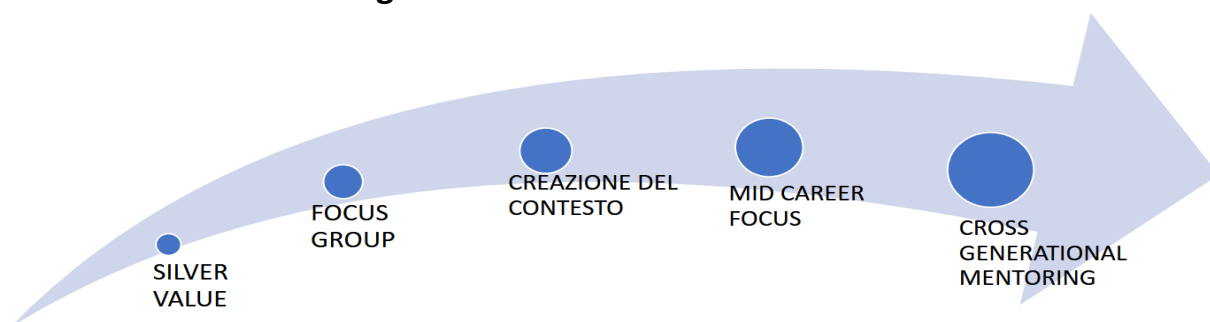 SILVER
VALUE
FOCUS
GROUP
CREAZIONE DEL
CONTESTO
MID CAREER
FOCUS
CROSS
GENERATIONAL
MENTORING